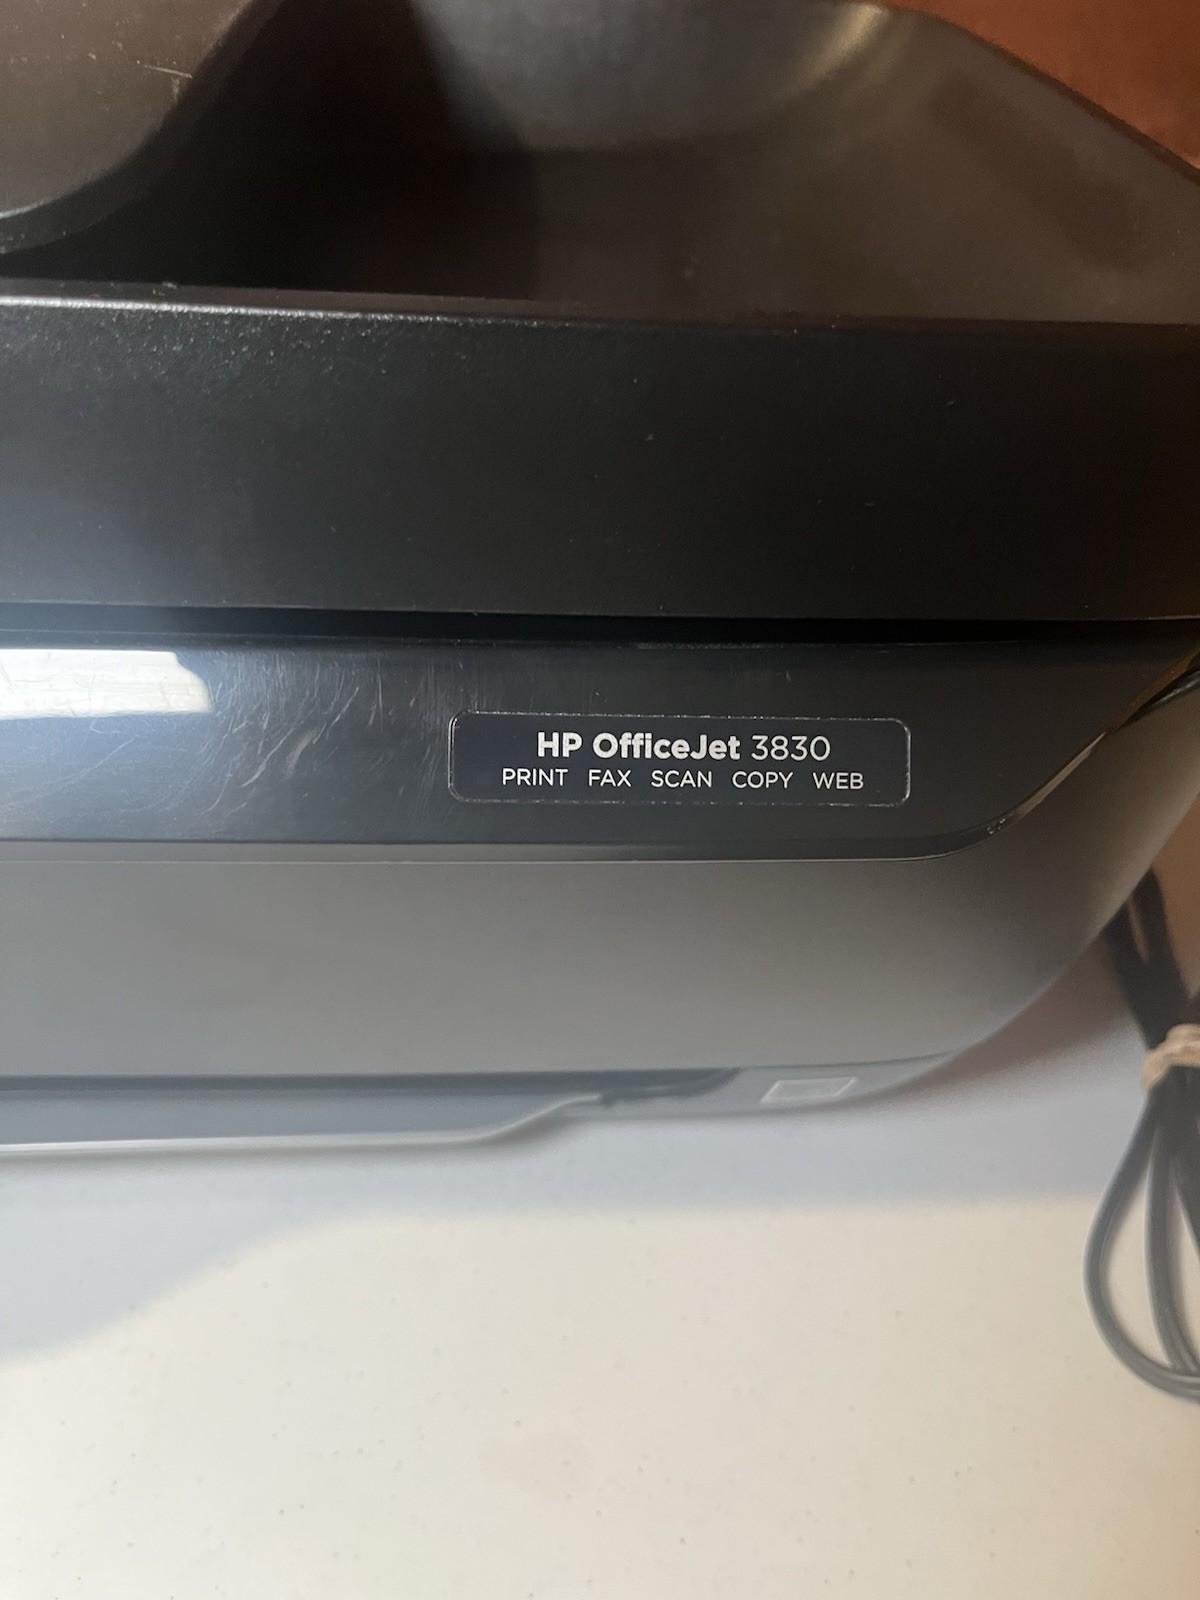 HP OfficeJet 3830
PRINT FAX SCAN COPY WEB